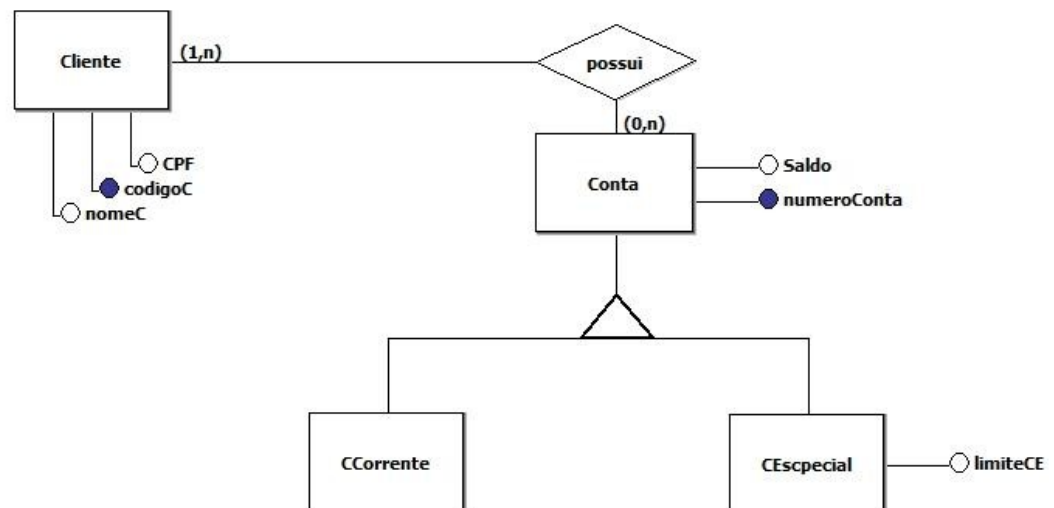 Cliente
(1,n)
possui
(0,n)
CPF
codigoC
nomeC
Conta
Saldo
numeroConta
CCorrente
CEscpecial
limiteCE